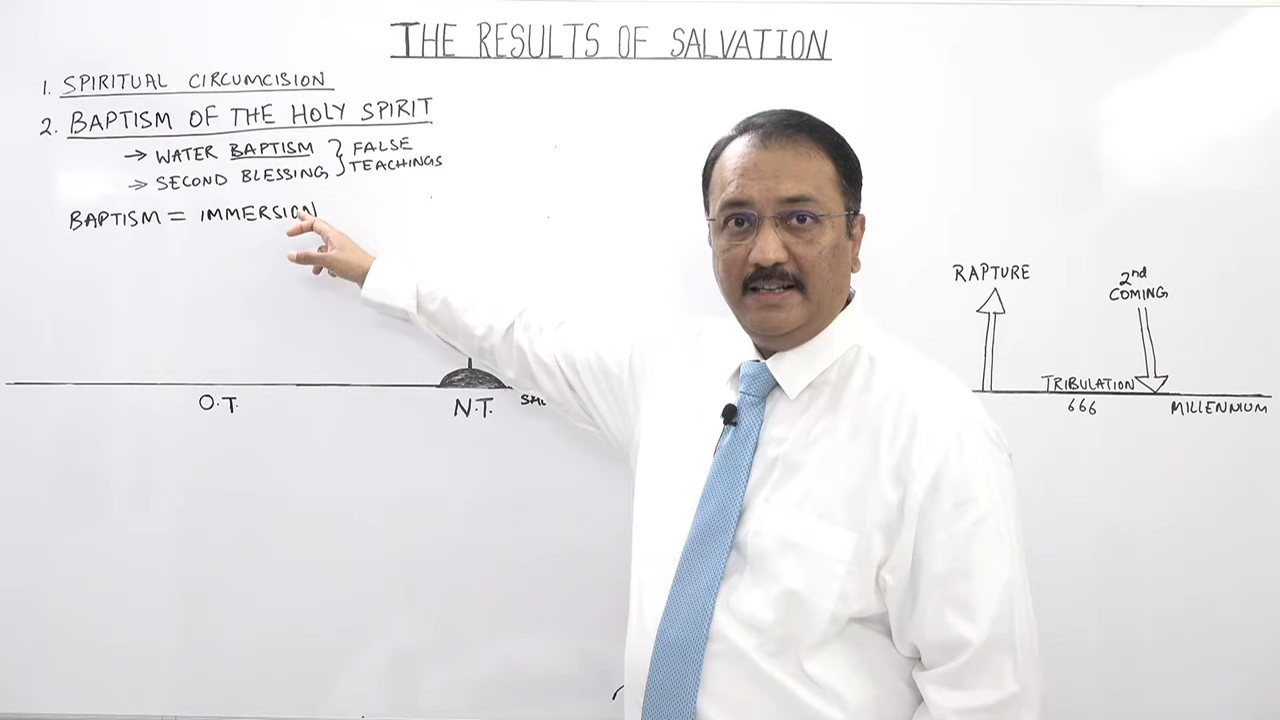 THE RESULTS OF SALVATION
1. SPIRITUAL CIRCUMCISION
2. BAPTISM OF THE HOLY SPIRIT
→ WATER BAPTISM } FALSE
→ SECOND BLESSING TEACHINGS
BAPTISM = IMMERSION
RAPTURE
2nd
COMING
TRIBULATION
O.T.
N.T.
666
MILLENNIUM